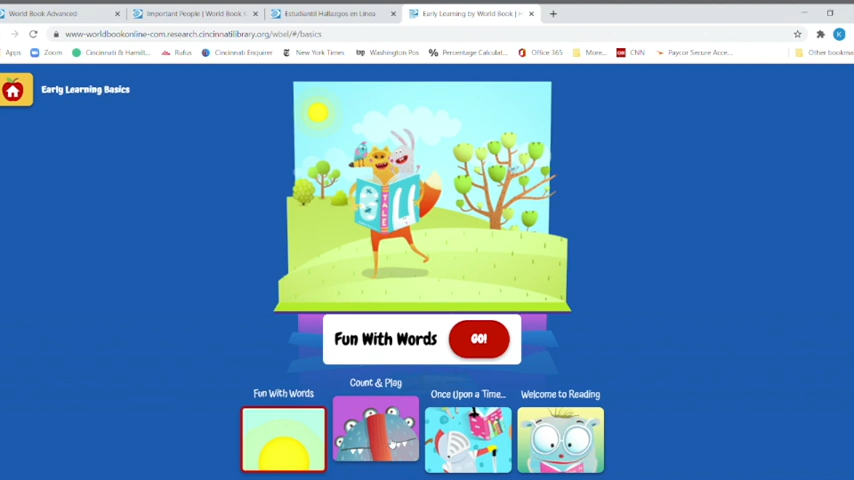 World Book Advanced
Important People | World Book
Estudiantil Hallazgos en Línea
Early Learning by World Book |
www-worldbookonline-com.research.cincinnatilibrary.org/wbel/#/basics
Apps Zoom Cincinnati & Hamilt... Rufus Cincinnati Enquirer New York Times Washington Pos Percentage Calculat... Office 365 More... CNN Paycor Secure Acce... Other bookma
K
Early Learning Basics
TALE
Fun With Words GO!
Fun With Words Count & Play Once Upon a Time... Welcome to Reading